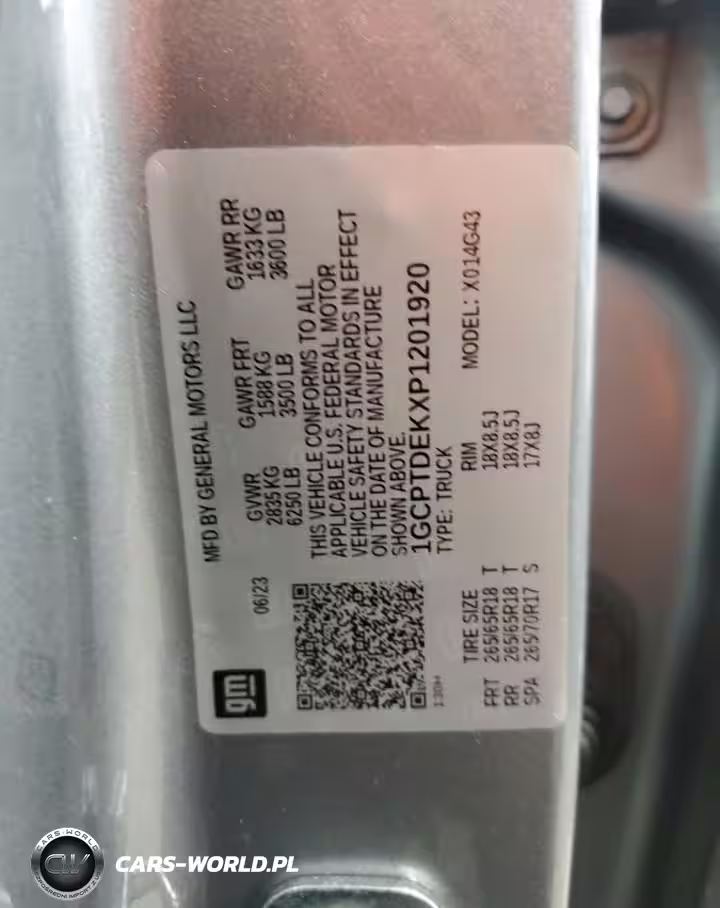 gm
06/23
MFD BY GENERAL MOTORS LLC
GVWR GAWR FRT GAWR RR
2835 KG 1588 KG 1633 KG
6250 LB 3500 LB 3600 LB
THIS VEHICLE CONFORMS TO ALL
APPLICABLE U.S. FEDERAL MOTOR
VEHICLE SAFETY STANDARDS IN EFFECT
ON THE DATE OF MANUFACTURE
SHOWN ABOVE.
1GCPTDEKXP1201920
TYPE: TRUCK MODEL: X014G43
TIRE SIZE RIM
FRT 265/65R18 T 18X8.5J
RR 265/65R18 T 18X8.5J
SPA 265/70R17 S 17X8J
CARS-WORLD
CW
CARS-WORLD.PL